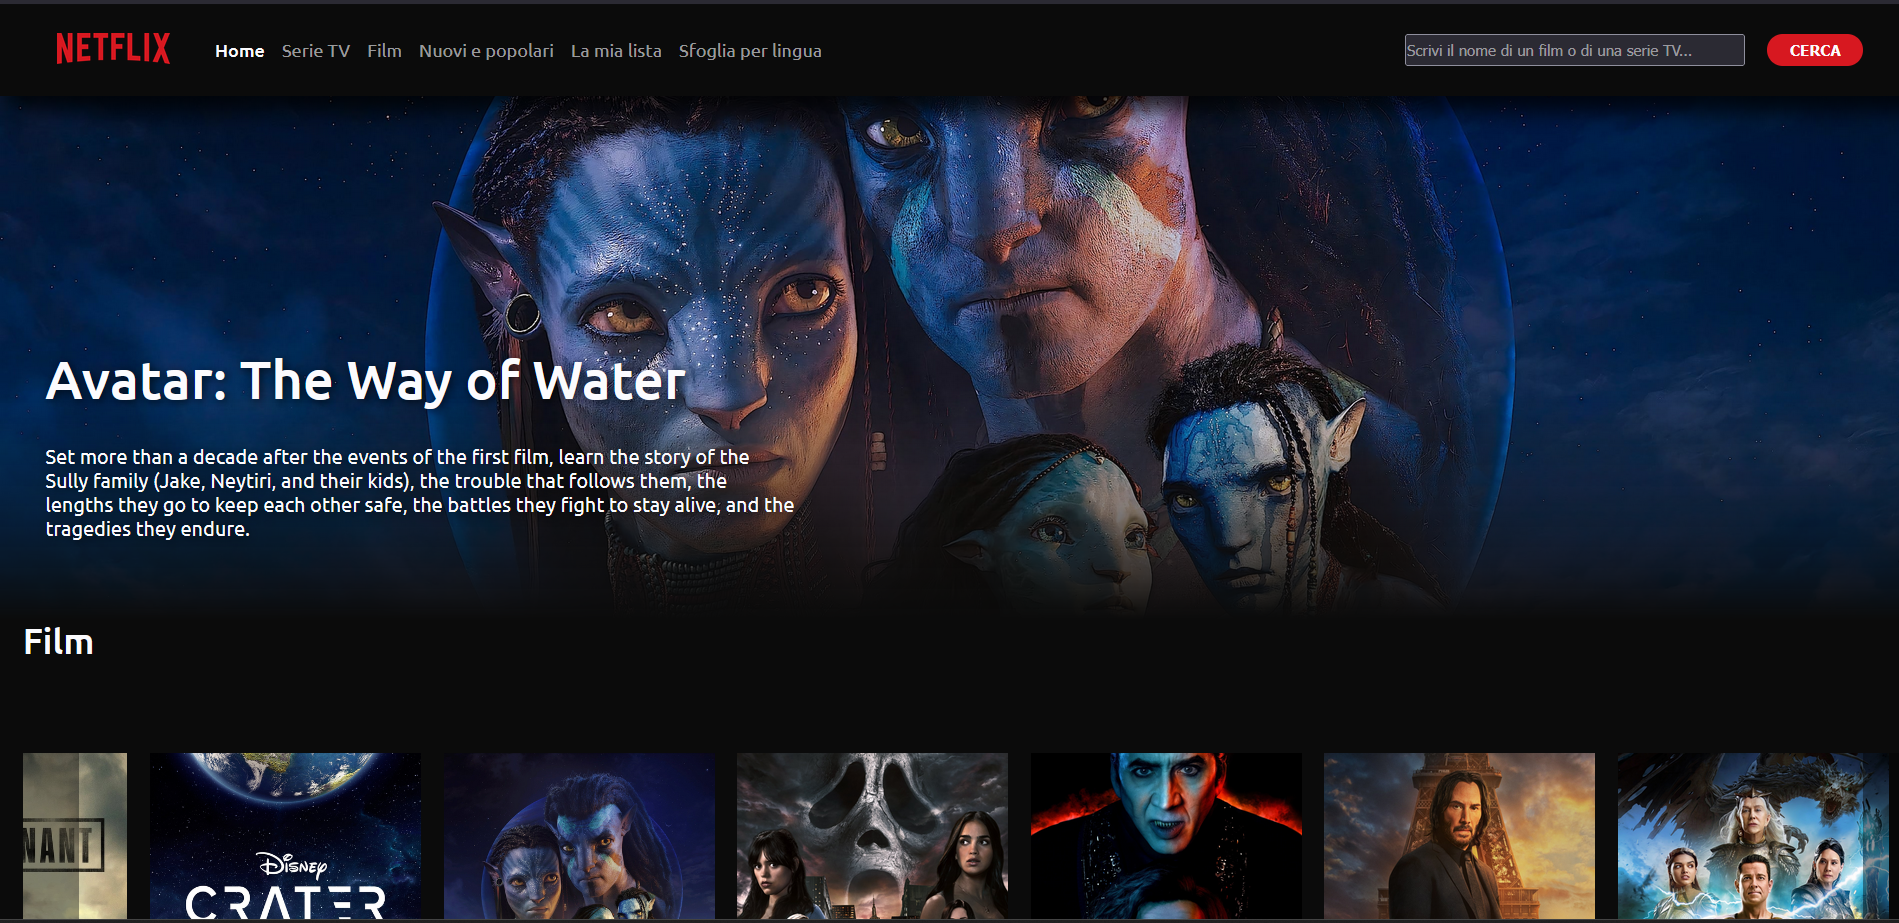 NETFLIX
Home Serie TV Film Nuovi e popolari La mia lista Sfoglia per lingua
Scrivi il nome di un film o di una serie TV...
CERCA
Avatar: The Way of Water
Set more than a decade after the events of the first film, learn the story of the
Sully family (Jake, Neytiri, and their kids), the trouble that follows them, the
lengths they go to keep each other safe, the battles they fight to stay alive, and the
tragedies they endure.
Film
NANT
Disney
CRATER